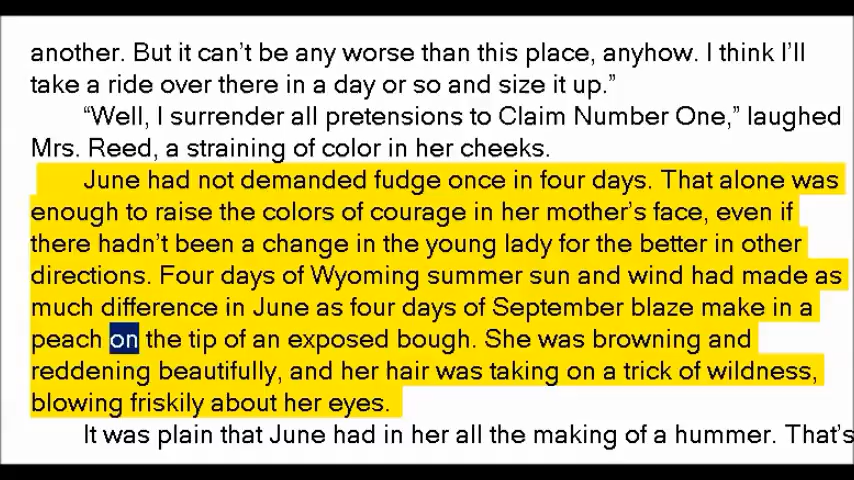 another. But it can’t be any worse than this place, anyhow. I think I’ll
take a ride over there in a day or so and size it up.”
“Well, I surrender all pretensions to Claim Number One,” laughed
Mrs. Reed, a straining of color in her cheeks.
June had not demanded fudge once in four days. That alone was
enough to raise the colors of courage in her mother’s face, even if
there hadn’t been a change in the young lady for the better in other
directions. Four days of Wyoming summer sun and wind had made as
much difference in June as four days of September blaze make in a
peach on the tip of an exposed bough. She was browning and
reddening beautifully, and her hair was taking on a trick of wildness,
blowing friskily about her eyes.
It was plain that June had in her all the making of a hummer. That’s